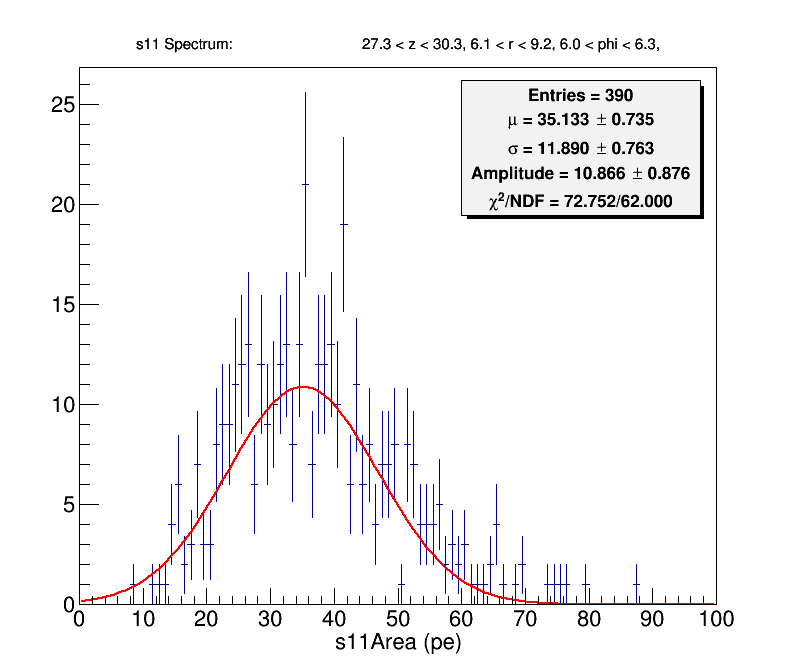 s11 Spectrum: 27.3 < z < 30.3, 6.1 < r < 9.2, 6.0 < phi < 6.3,
Entries = 390
μ = 35.133 ± 0.735
σ = 11.890 ± 0.763
Amplitude = 10.866 ± 0.876
χ²/NDF = 72.752/62.000
25
20
15
10
5
0
0 10 20 30 40 50 60 70 80 90 100
s11Area (pe)